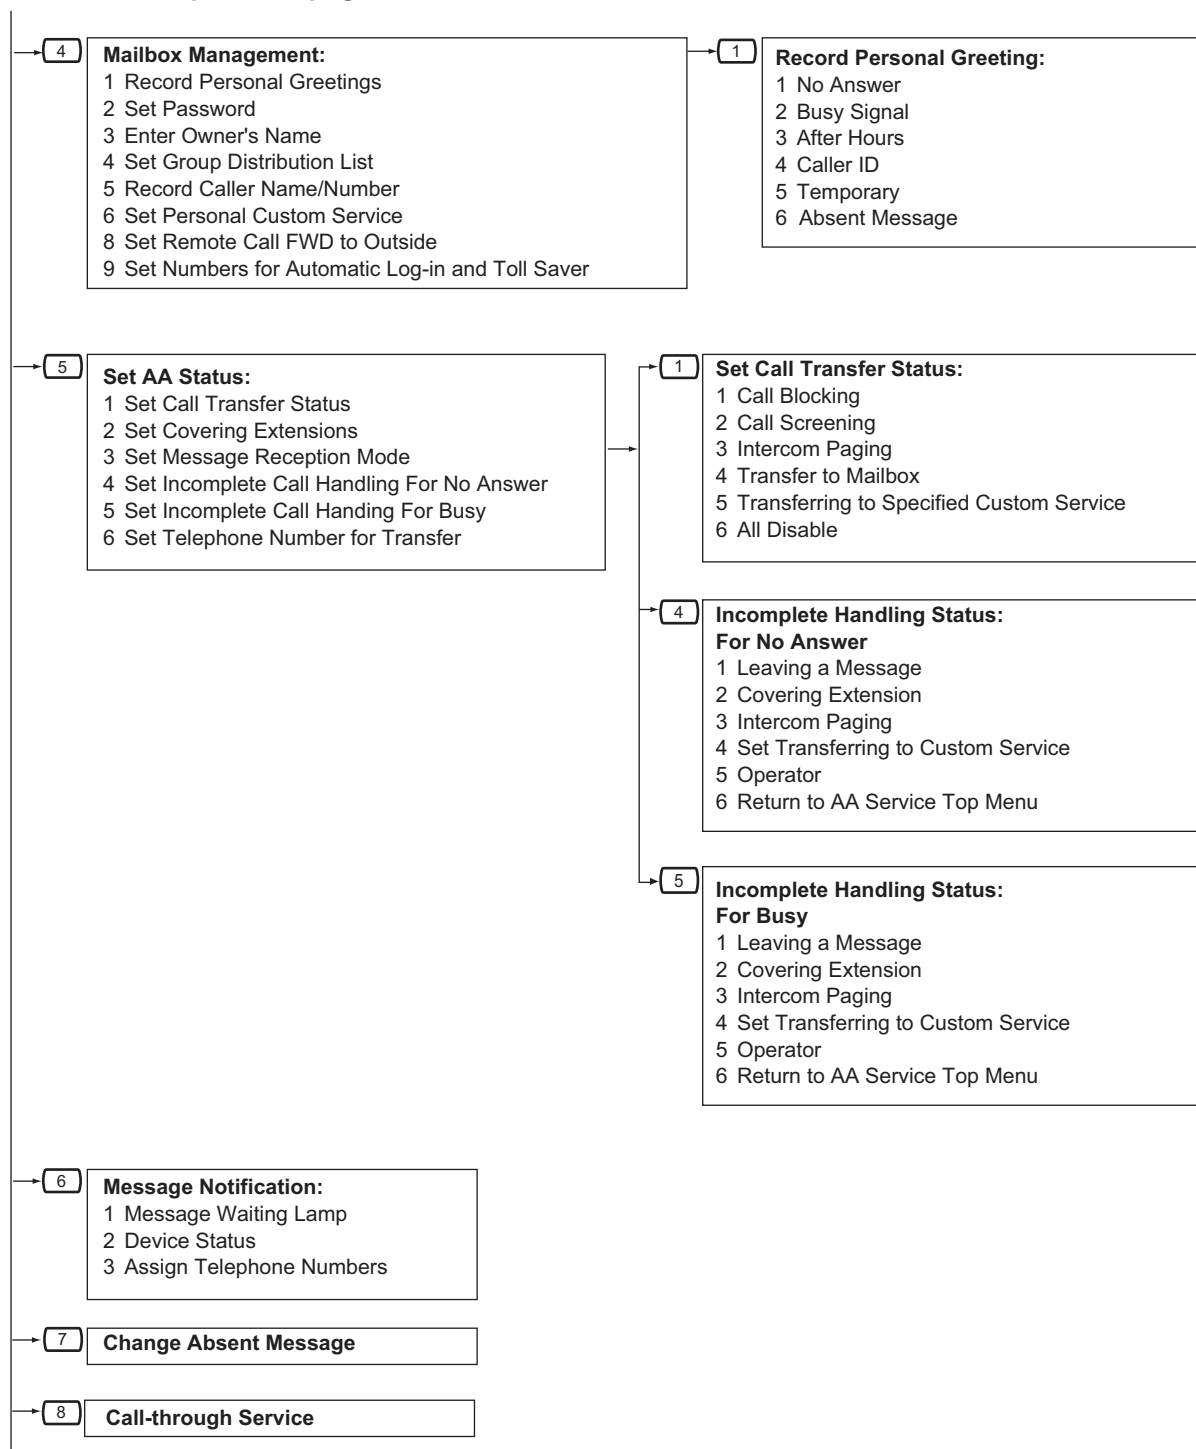 4
Mailbox Management:
1 Record Personal Greetings
2 Set Password
3 Enter Owner's Name
4 Set Group Distribution List
5 Record Caller Name/Number
6 Set Personal Custom Service
8 Set Remote Call FWD to Outside
9 Set Numbers for Automatic Log-in and Toll Saver
1
Record Personal Greeting:
1 No Answer
2 Busy Signal
3 After Hours
4 Caller ID
5 Temporary
6 Absent Message
5
Set AA Status:
1 Set Call Transfer Status
2 Set Covering Extensions
3 Set Message Reception Mode
4 Set Incomplete Call Handling For No Answer
5 Set Incomplete Call Handing For Busy
6 Set Telephone Number for Transfer
1
Set Call Transfer Status:
1 Call Blocking
2 Call Screening
3 Intercom Paging
4 Transfer to Mailbox
5 Transferring to Specified Custom Service
6 All Disable
4
Incomplete Handling Status:
For No Answer
1 Leaving a Message
2 Covering Extension
3 Intercom Paging
4 Set Transferring to Custom Service
5 Operator
6 Return to AA Service Top Menu
5
Incomplete Handling Status:
For Busy
1 Leaving a Message
2 Covering Extension
3 Intercom Paging
4 Set Transferring to Custom Service
5 Operator
6 Return to AA Service Top Menu
6
Message Notification:
1 Message Waiting Lamp
2 Device Status
3 Assign Telephone Numbers
7
Change Absent Message
8
Call-through Service